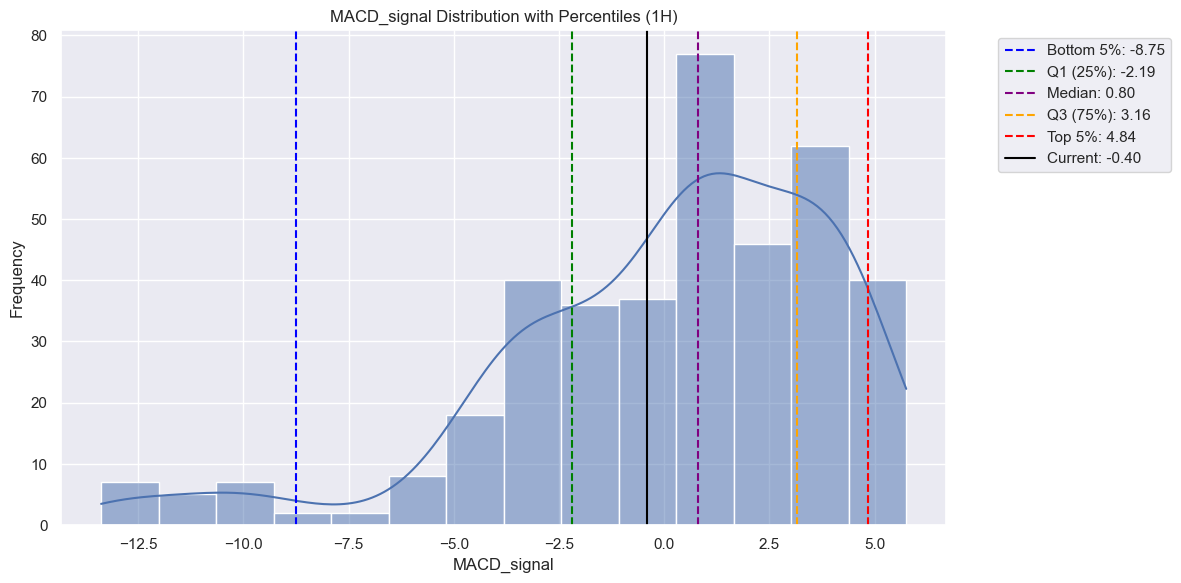 MACD_signal Distribution with Percentiles (1H)
Bottom 5%: -8.75
Q1 (25%): -2.19
Median: 0.80
Q3 (75%): 3.16
Top 5%: 4.84
Current: -0.40
Frequency
80
70
60
50
40
30
20
10
0
−12.5 −10.0 −7.5 −5.0 −2.5 0.0 2.5 5.0
MACD_signal